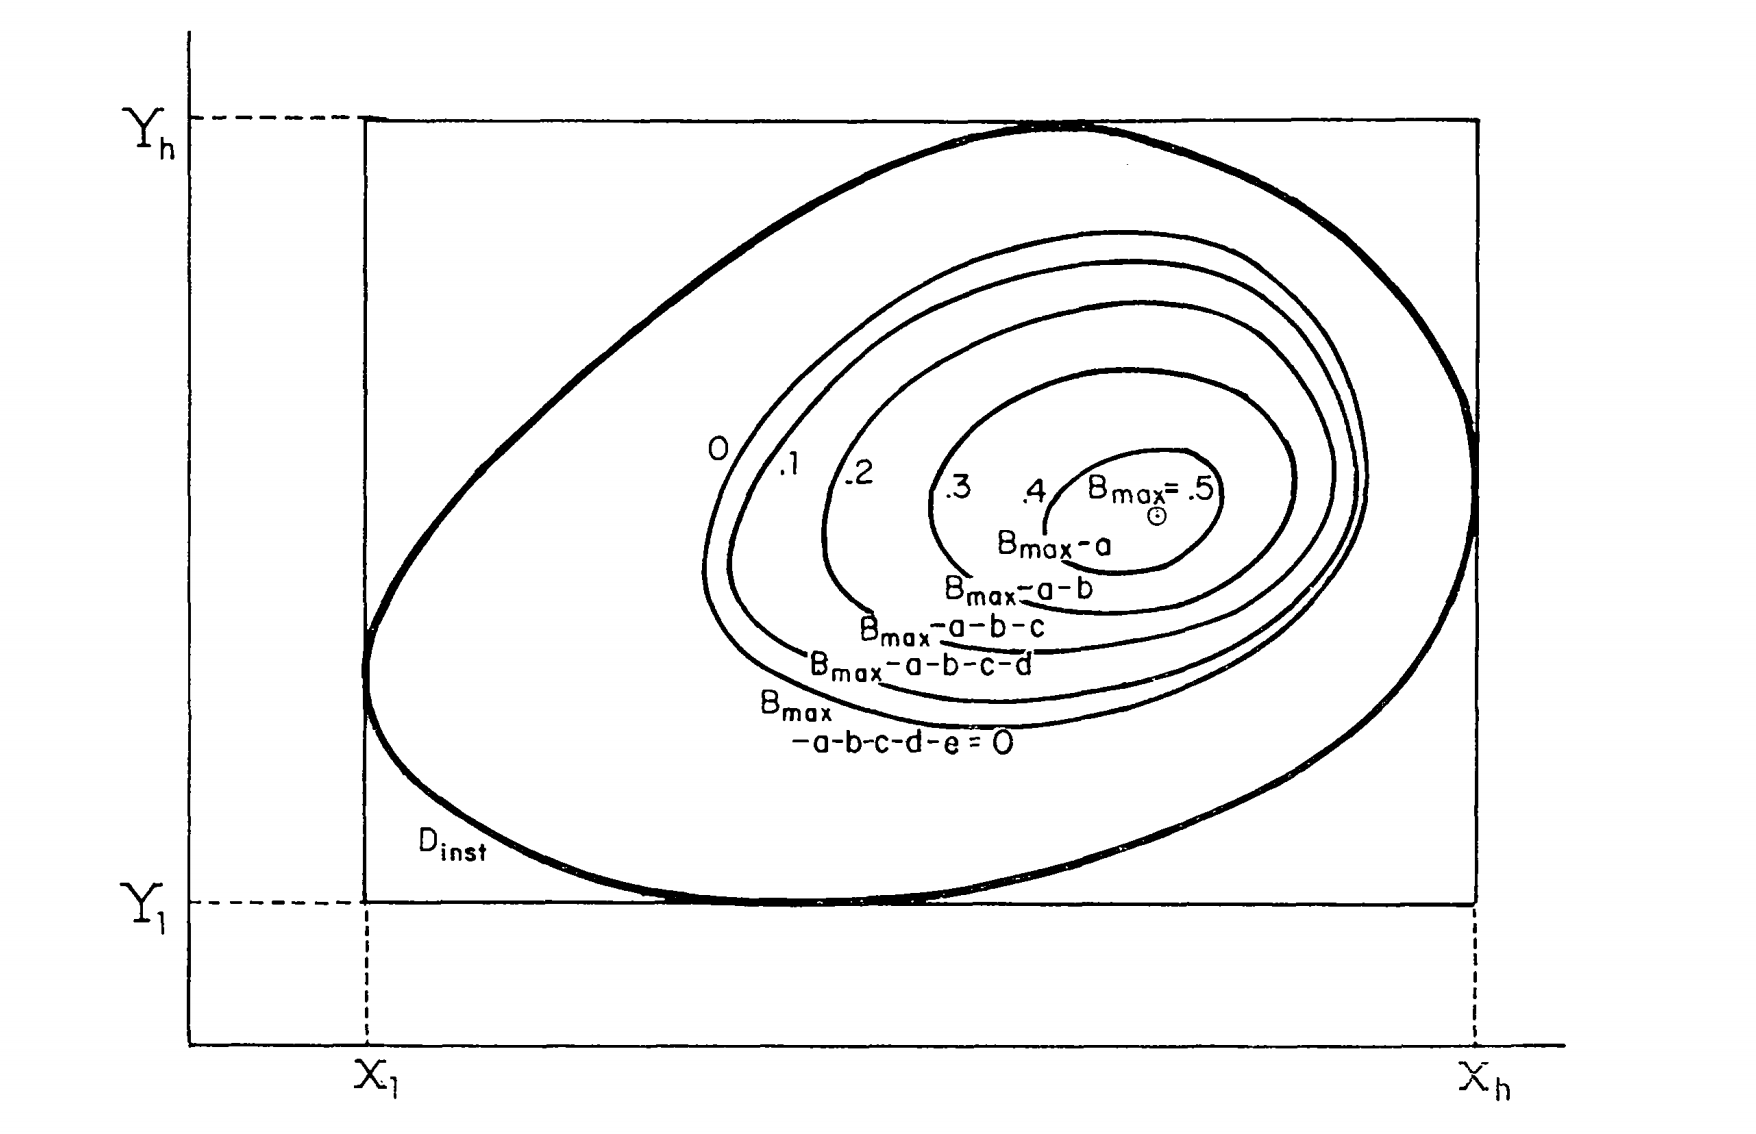 Yh
0
.1
.2
.3
.4
Bmax= .5
Bmax-a
Bmax-a-b
Bmax-a-b-c
Bmax-a-b-c-d
Bmax
-a-b-c-d-e = 0
Dinst
Y1
X1
Xh